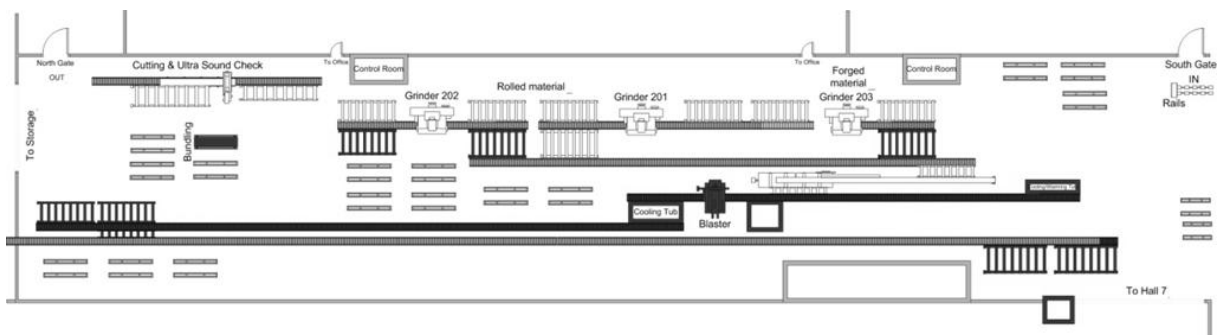 North Gate
OUT
Cutting & Ultra Sound Check
To Office
Control Room
Grinder 202
Rolled material
Grinder 201
To Office
Forged
material
Grinder 203
Control Room
South Gate
IN
Rails
To Storage
Bundling
Cooling Tub
Blaster
To Hall 7